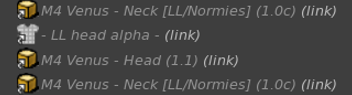 M4 Venus - Neck [LL/Normies] (1.0c) (link)
- LL head alpha - (link)
M4 Venus - Head (1.1) (link)
M4 Venus - Neck [LL/Normies] (1.0c) (link)